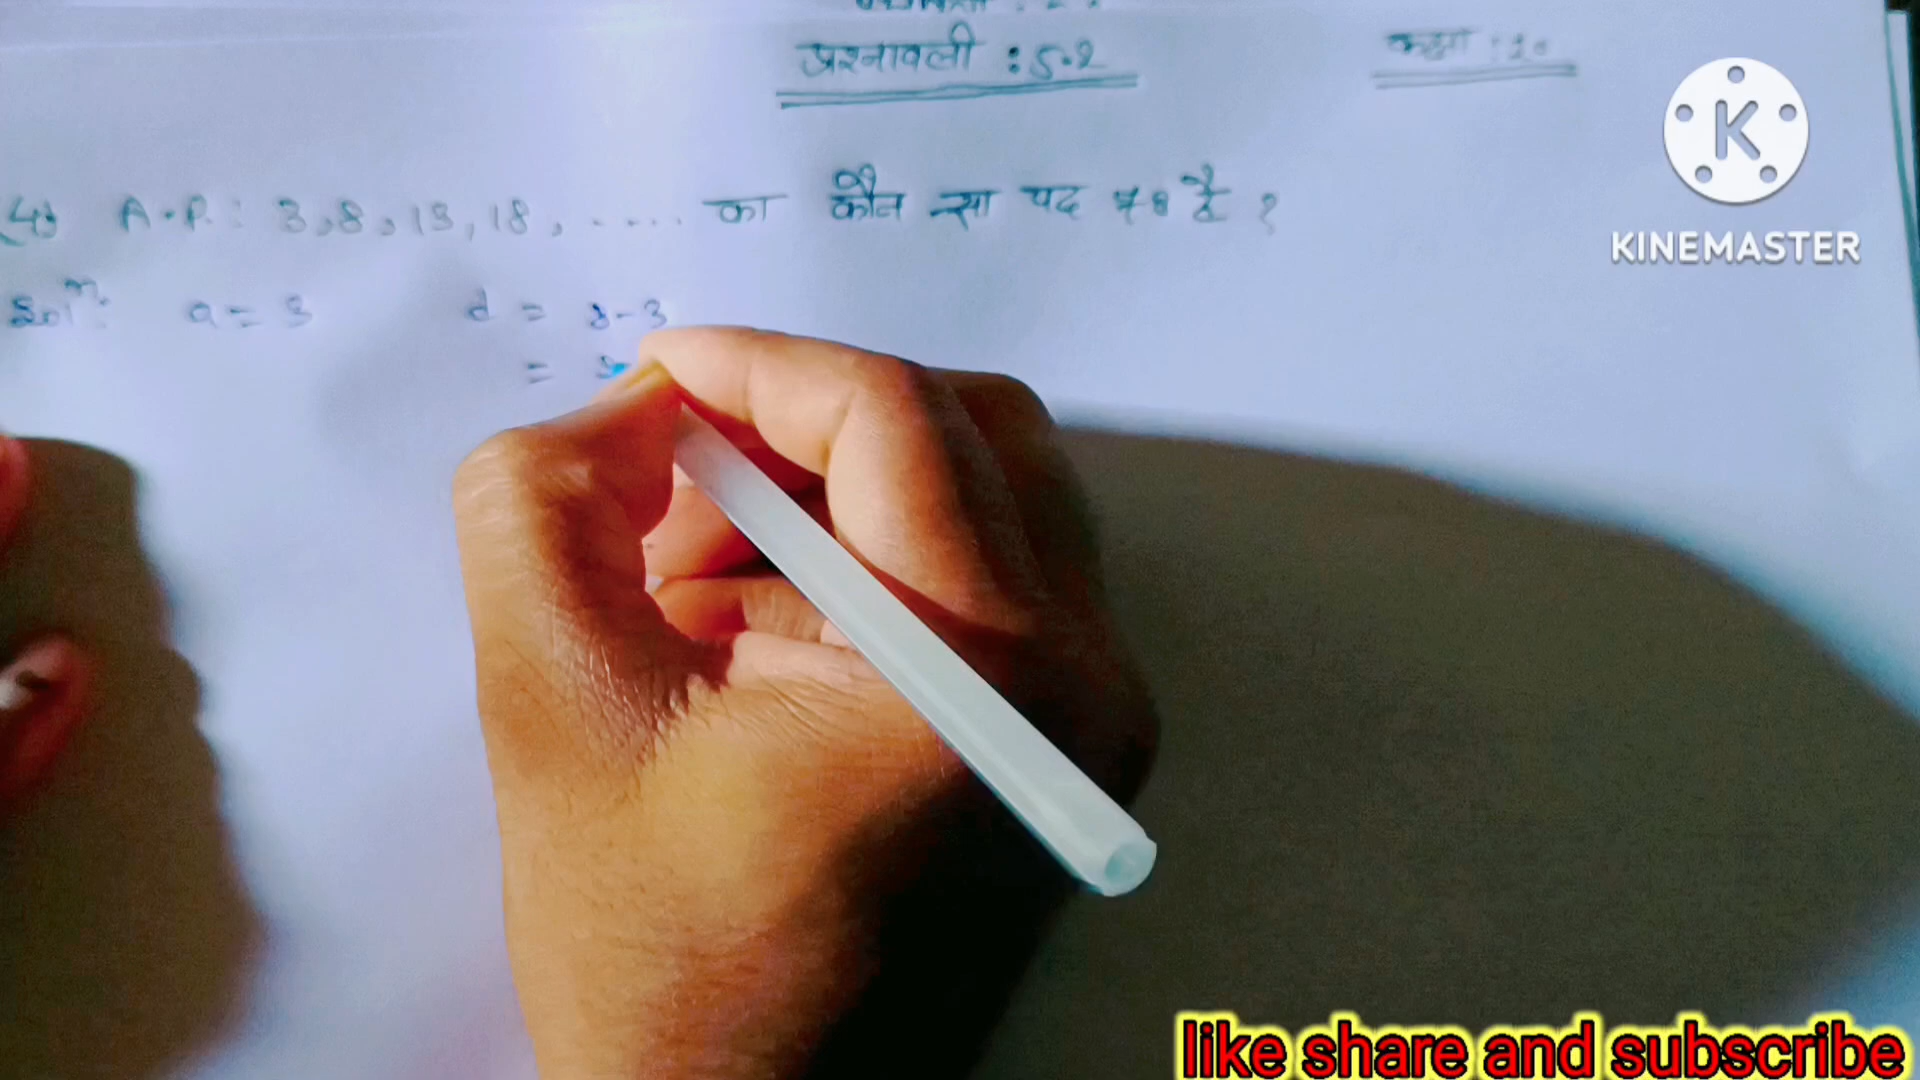 प्रश्नावली : 5.2
कक्षा : 10
(4) A.P. : 3, 8, 13, 18, ..... का कौन सा पद 78 है ?
Solⁿ: a = 3 d = 8 - 3
=
KINEMASTER
like share and subscribe